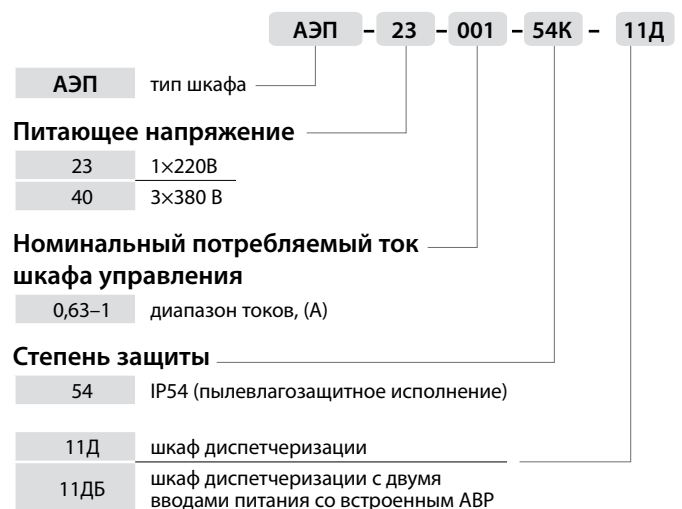 АЭП – 23 – 001 – 54К – 11Д
АЭП тип шкафа
Питающее напряжение
23 1×220В
40 3×380 В
Номинальный потребляемый ток
шкафа управления
0,63–1 диапазон токов, (А)
Степень защиты
54 IP54 (пылевлагозащитное исполнение)
11Д шкаф диспетчеризации
11ДБ шкаф диспетчеризации с двумя
вводами питания со встроенным АВР